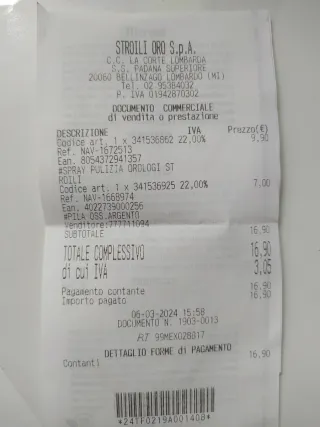 STROILI ORO S.p.A.
C.C. LA CORTE LOMBARDA
S.S. PADANA SUPERIORE
20060 BELLINZAGO LOMBARDO (MI)
Tel. 02.95384032
P. IVA 01942870302
DOCUMENTO COMMERCIALE
di vendita o prestazione
DESCRIZIONE IVA Prezzo(€)
Codice art. 1 x 341536862 22,00% 9,90
Ref. NAV-1672513
Ean. 8054372941357
#SPRAY PULIZIA OROLOGI ST
ROILI
Codice art. 1 x 341536925 22,00% 7,00
Ref. NAV-1668974
Ean. 4022739000256
#PILA OSS.ARGENTO
Venditore:777711094
SUBTOTALE 16,90
TOTALE COMPLESSIVO 16,90
di cui IVA 3,05
Pagamento contante 16,90
Importo pagato 16,90
06-03-2024 15:58
DOCUMENTO N. 1903-0013
RT 99MEX028017
DETTAGLIO FORME di PAGAMENTO
Contanti 16,90
*241F0219A001408*